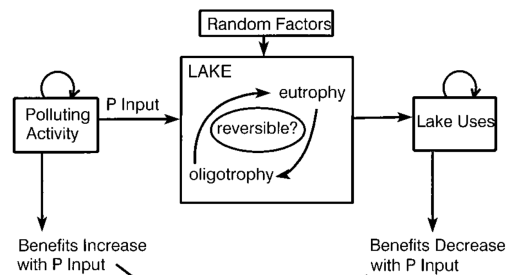 Random Factors
LAKE
eutrophy
reversible?
oligotrophy
Polluting
Activity
P Input
Lake Uses
Benefits Increase
with P Input
Benefits Decrease
with P Input